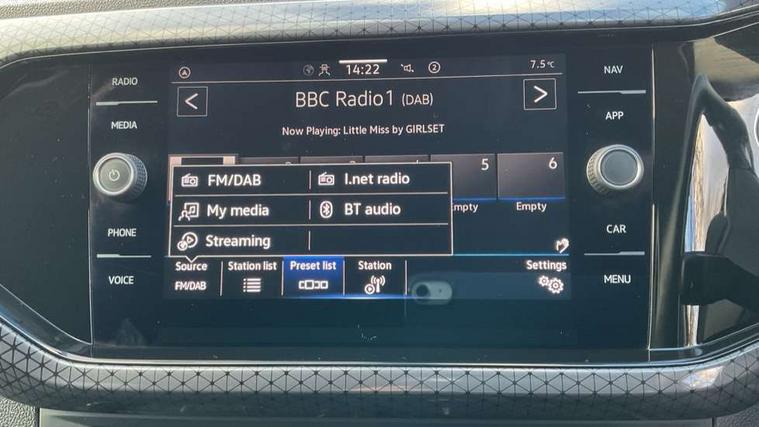 RADIO
MEDIA
PHONE
VOICE
14:22
2
7.5°C
<
BBC Radio1 (DAB)
>
Now Playing: Little Miss by GIRLSET
5
6
Empty
FM/DAB
I.net radio
My media
BT audio
Streaming
Source
FM/DAB
Station list
Preset list
Station
Settings
NAV
APP
CAR
MENU